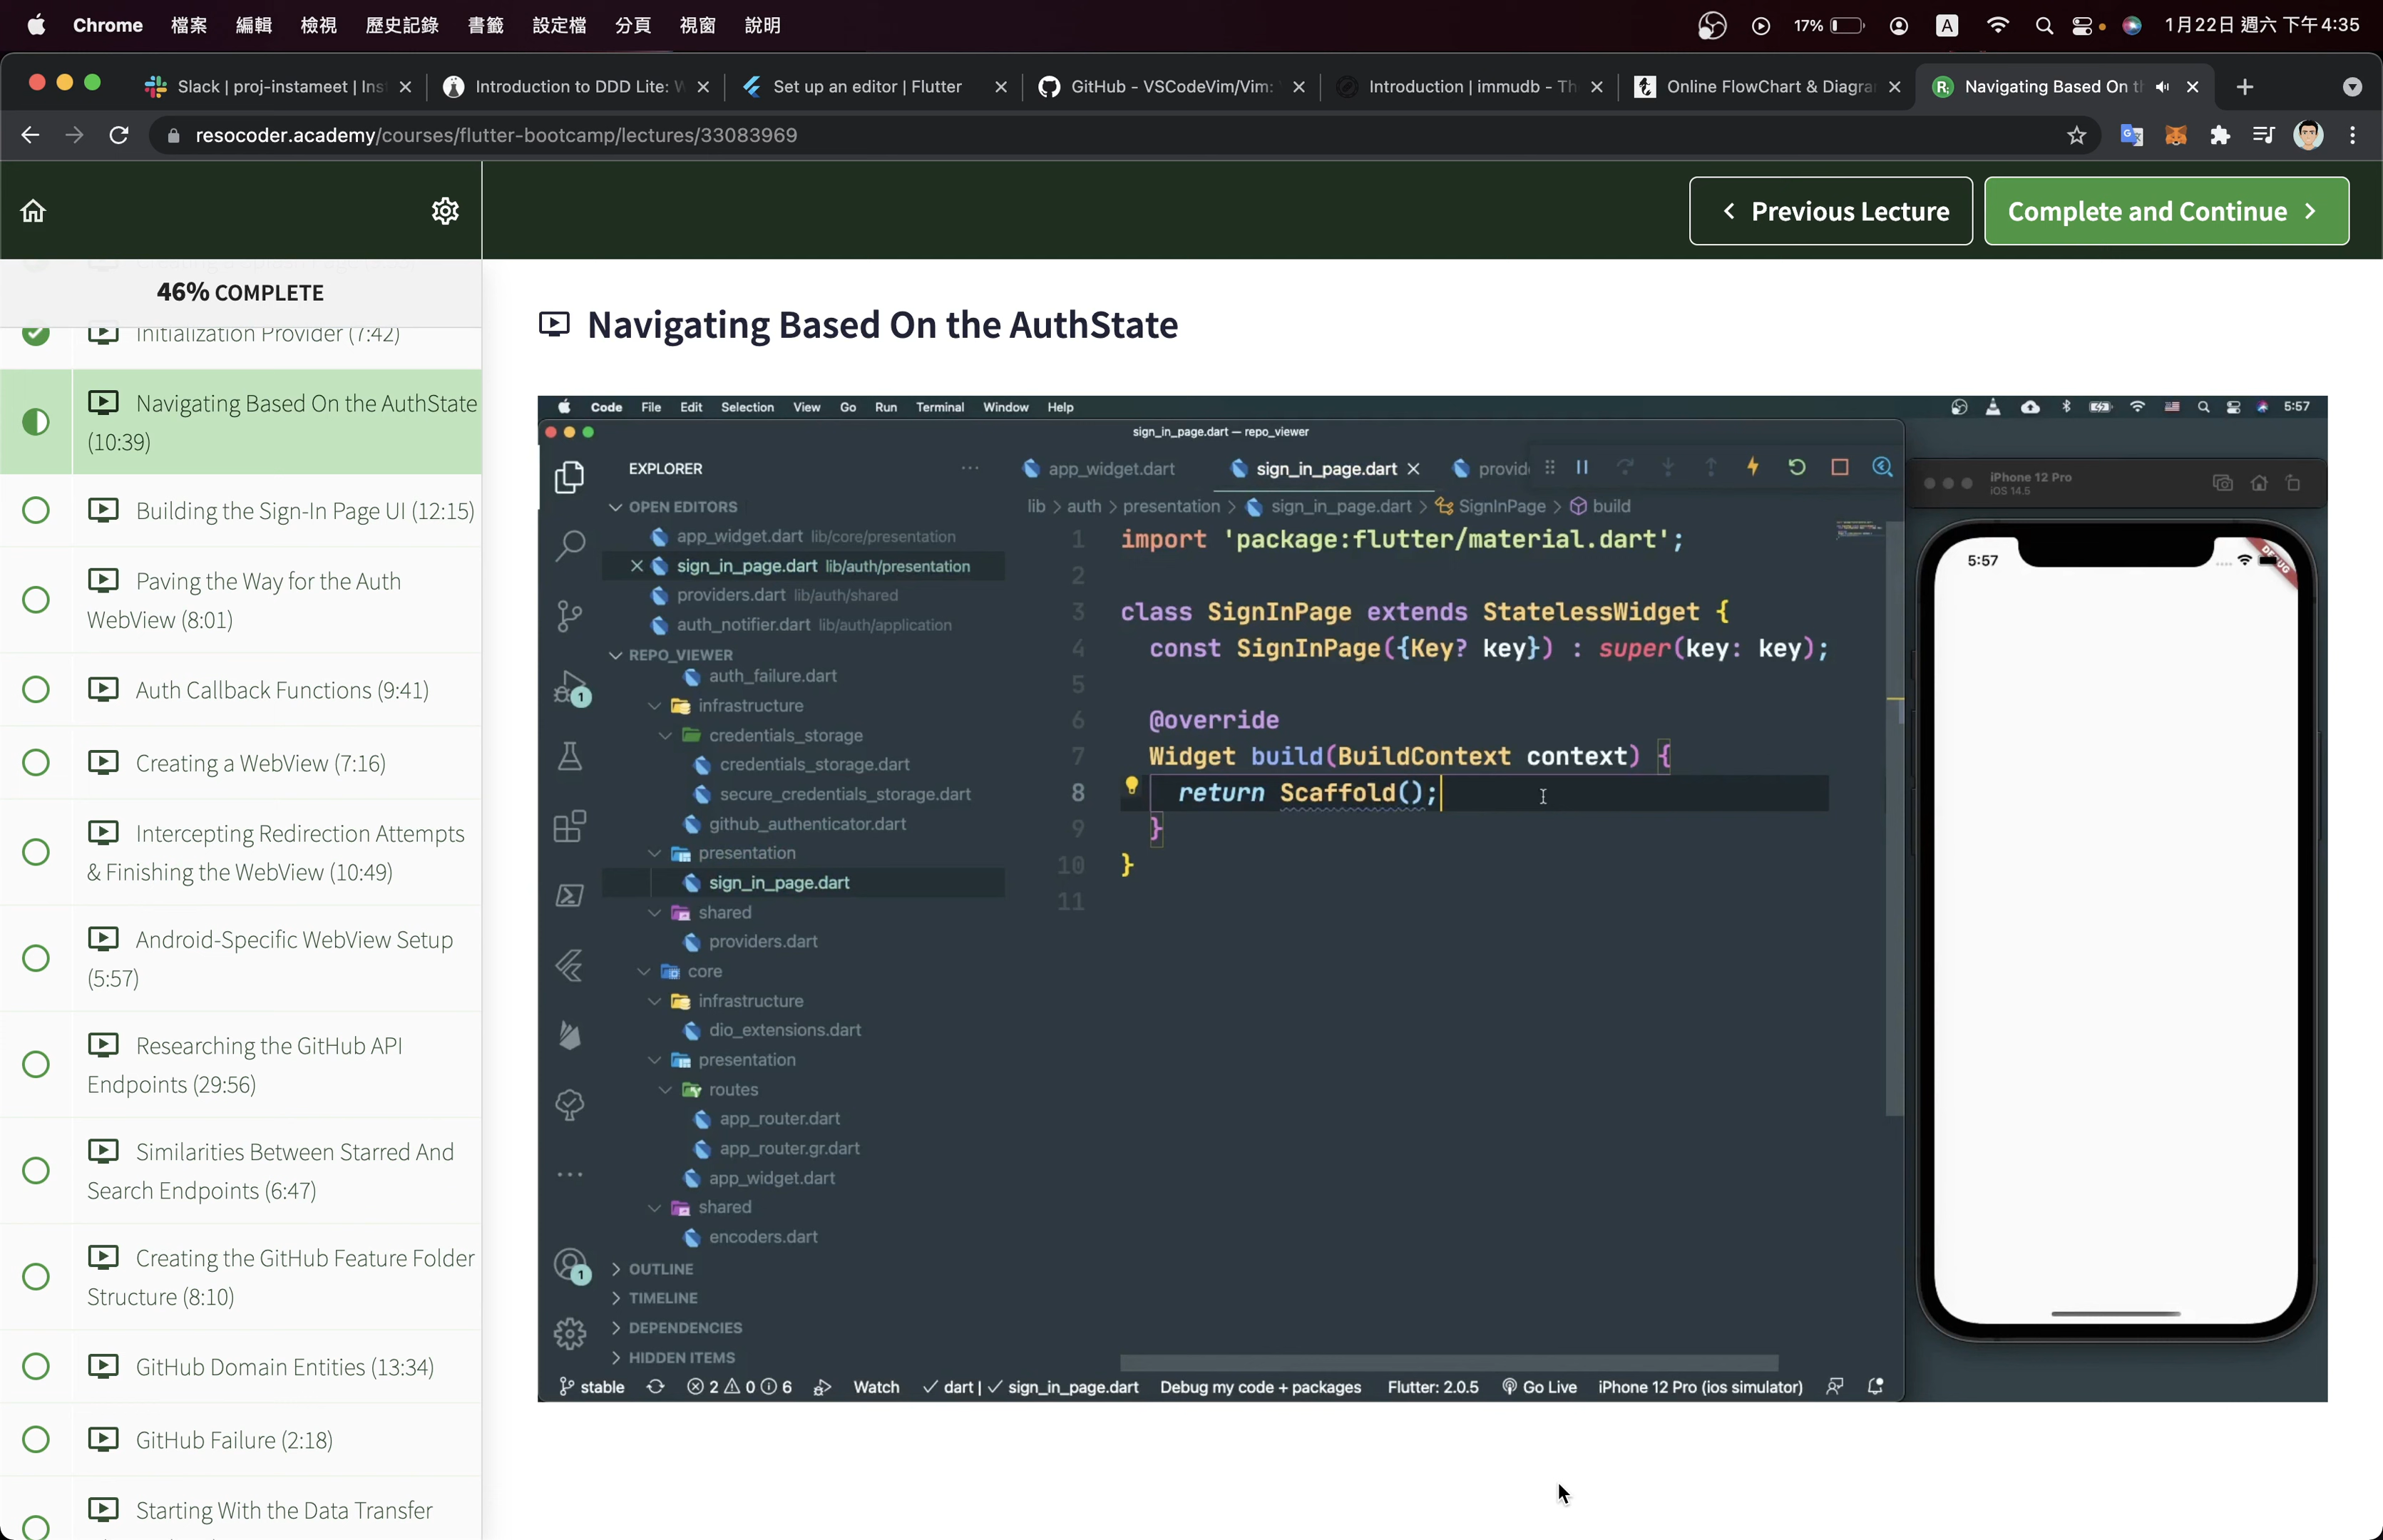 Chrome 檔案 編輯 檢視 歷史記錄 書籤 設定檔 分頁 視窗 說明 17% A 1月22日 週六 下午4:35
Slack | proj-instameet | Ins
Introduction to DDD Lite: W
Set up an editor | Flutter
GitHub - VSCodeVim/Vim:
Introduction | immudb - Th
Online FlowChart & Diagra
Navigating Based On th
resocoder.academy/courses/flutter-bootcamp/lectures/33083969
Previous Lecture
Complete and Continue
46% COMPLETE
Initialization Provider (7:42)
Navigating Based On the AuthState
(10:39)
Building the Sign-In Page UI (12:15)
Paving the Way for the Auth
WebView (8:01)
Auth Callback Functions (9:41)
Creating a WebView (7:16)
Intercepting Redirection Attempts
& Finishing the WebView (10:49)
Android-Specific WebView Setup
(5:57)
Researching the GitHub API
Endpoints (29:56)
Similarities Between Starred And
Search Endpoints (6:47)
Creating the GitHub Feature Folder
Structure (8:10)
GitHub Domain Entities (13:34)
GitHub Failure (2:18)
Starting With the Data Transfer
Navigating Based On the AuthState
Code File Edit Selection View Go Run Terminal Window Help 5:57
sign_in_page.dart — repo_viewer
EXPLORER
OPEN EDITORS
app_widget.dart lib/core/presentation
sign_in_page.dart lib/auth/presentation
providers.dart lib/auth/shared
auth_notifier.dart lib/auth/application
REPO_VIEWER
auth_failure.dart
infrastructure
credentials_storage
credentials_storage.dart
secure_credentials_storage.dart
github_authenticator.dart
presentation
sign_in_page.dart
shared
providers.dart
core
infrastructure
dio_extensions.dart
presentation
routes
app_router.dart
app_router.gr.dart
app_widget.dart
shared
encoders.dart
OUTLINE
TIMELINE
DEPENDENCIES
HIDDEN ITEMS
1
1
app_widget.dart sign_in_page.dart provid
lib > auth > presentation > sign_in_page.dart > SignInPage > build
1 import 'package:flutter/material.dart';
2
3 class SignInPage extends StatelessWidget {
4 const SignInPage({Key? key}) : super(key: key);
5
6 @override
7 Widget build(BuildContext context) {
8 return Scaffold();
9 }
10 }
11
stable 2 0 6 Watch ✓ dart | ✓ sign_in_page.dart Debug my code + packages Flutter: 2.0.5 Go Live iPhone 12 Pro (ios simulator)
iPhone 12 Pro
iOS 14.5
5:57
DEBUG